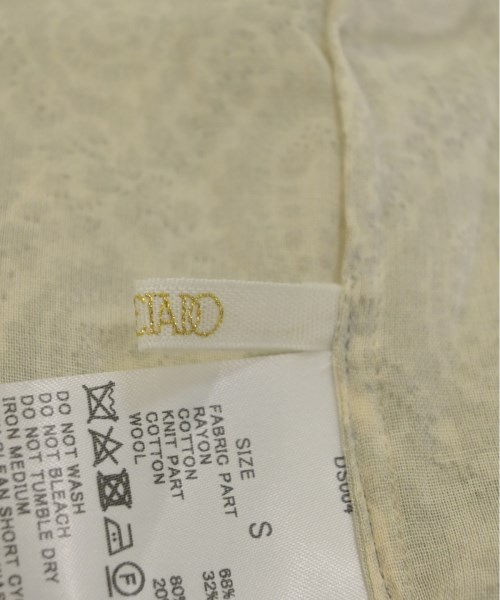 SIZE S
FABRIC PART
RAYON 68%
COTTON 32%
KNIT PART
COTTON 80%
WOOL 20%
DO NOT WASH
DO NOT BLEACH
DO NOT TUMBLE DRY
IRON MEDIUM
SHORT
F
DS004